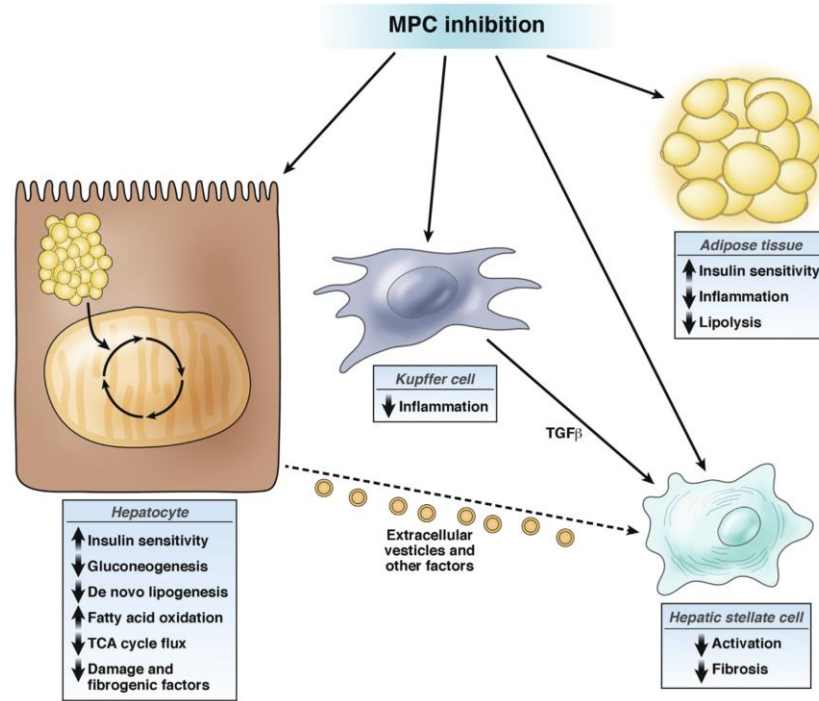 MPC inhibition
Adipose tissue
Insulin sensitivity
Inflammation
Lipolysis
Kupffer cell
Inflammation
TGFβ
Extracellular
vesicles and
other factors
Hepatocyte
Insulin sensitivity
Gluconeogenesis
De novo lipogenesis
Fatty acid oxidation
TCA cycle flux
Damage and
fibrogenic factors
Hepatic stellate cell
Activation
Fibrosis